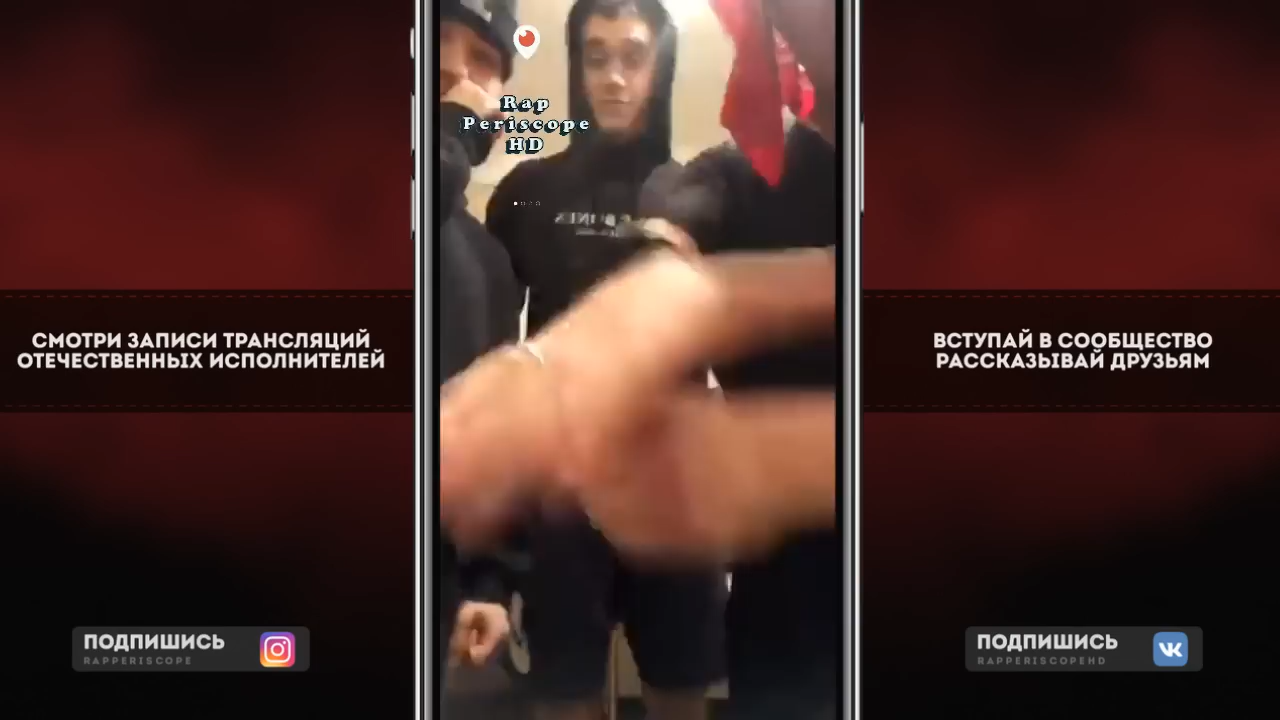 Rap
Periscope
HD
СМОТРИ ЗАПИСИ ТРАНСЛЯЦИЙ
ОТЕЧЕСТВЕННЫХ ИСПОЛНИТЕЛЕЙ
ВСТУПАЙ В СООБЩЕСТВО
РАССКАЗЫВАЙ ДРУЗЬЯМ
ПОДПИШИСЬ
RAPPERISCOPE
ПОДПИШИСЬ
RAPPERISCOPEHD